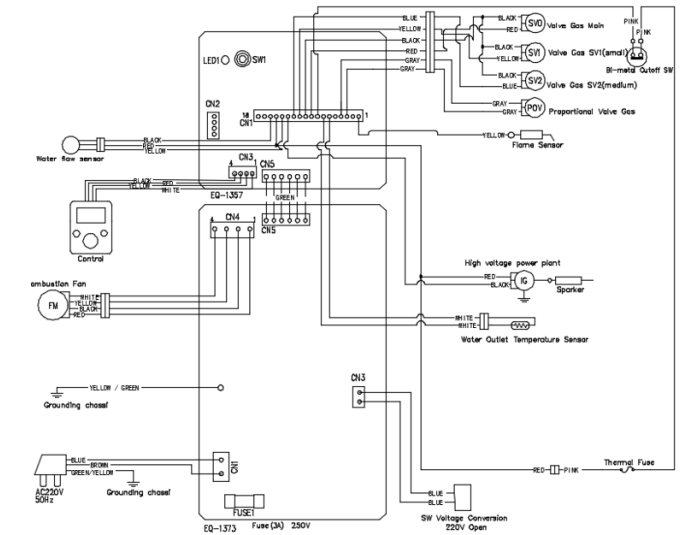 BLUE
YELLOW
BLACK
RED
GRAY
GRAY
BLACK
RED
SV0
Valve Gas Main
BLACK
YELLOW
SV1
Valve Gas SV1(small)
BLACK
BLUE
SV2
Valve Gas SV2(medium)
GRAY
GRAY
POV
Proportional Valve Gas
PINK
PINK
Bi-metal Cutoff SW
LED1
SW1
CN2
18
CN1
1
YELLOW
Flame Sensor
BLACK
RED
YELLOW
Water flow sensor
CN3
4
1
CN5
BLACK
YELLOW
RED
WHITE
EQ-1357
GREEN
CN5
Control
CN4
4
1
High voltage power plant
RED
BLACK
IG
Sparker
ombustion Fan
FM
WHITE
YELLOW
BLACK
RED
WHITE
WHITE
Water Outlet Temperature Sensor
YELLOW / GREEN
Grounding chassi
CN3
BLUE
BROWN
GREEN/YELLOW
AC220V
50Hz
Grounding chassi
CN1
RED
PINK
Thermal Fuse
BLUE
BLUE
SW Voltage Conversion
220V Open
FUSE1
EQ-1373
Fuse(3A) 250V